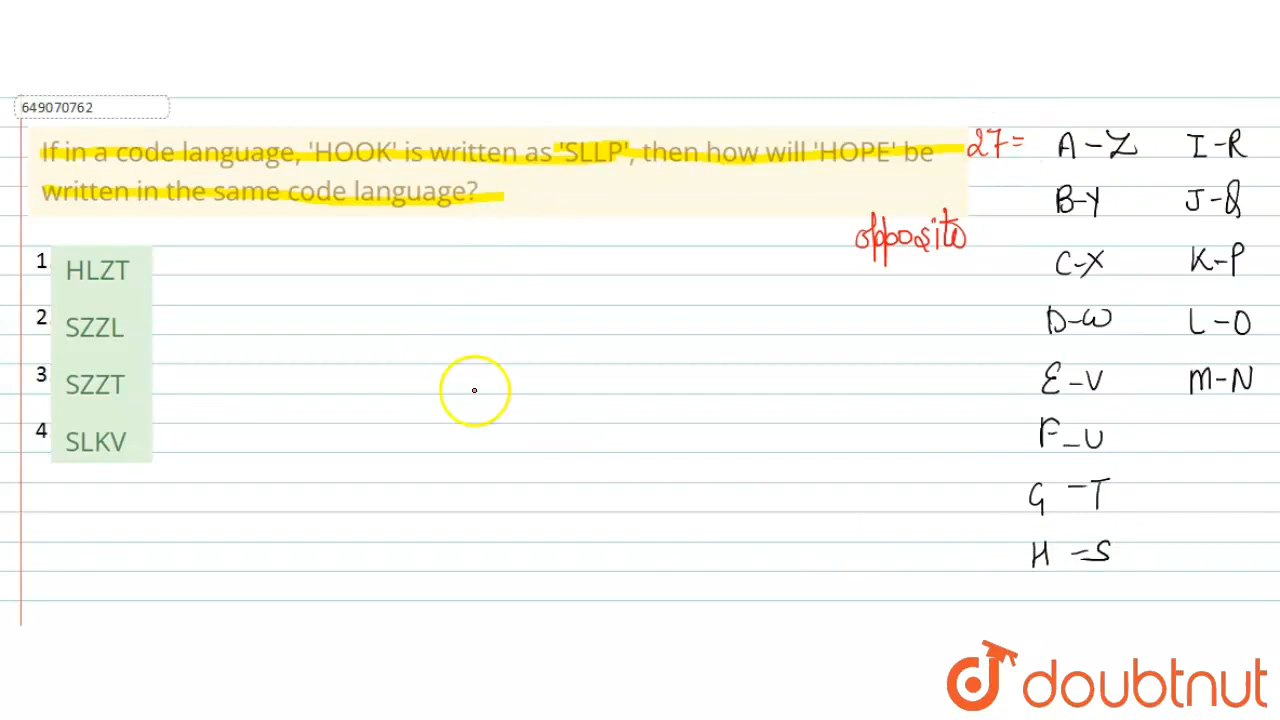 649070762
If in a code language, 'HOOK' is written as 'SLLP', then how will 'HOPE' be
written in the same code language?
opposite
1 HLZT
2 SZZL
3 SZZT
4 SLKV
27=
A-Z I-R
B-Y J-Q
C-X K-P
D-W L-O
E-V M-N
F-U
G-T
H=S
doubtnut